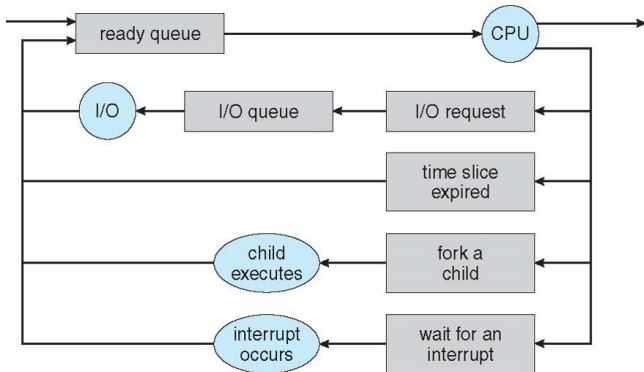 ready queue
CPU
I/O
I/O queue
I/O request
time slice
expired
child
executes
fork a
child
interrupt
occurs
wait for an
interrupt